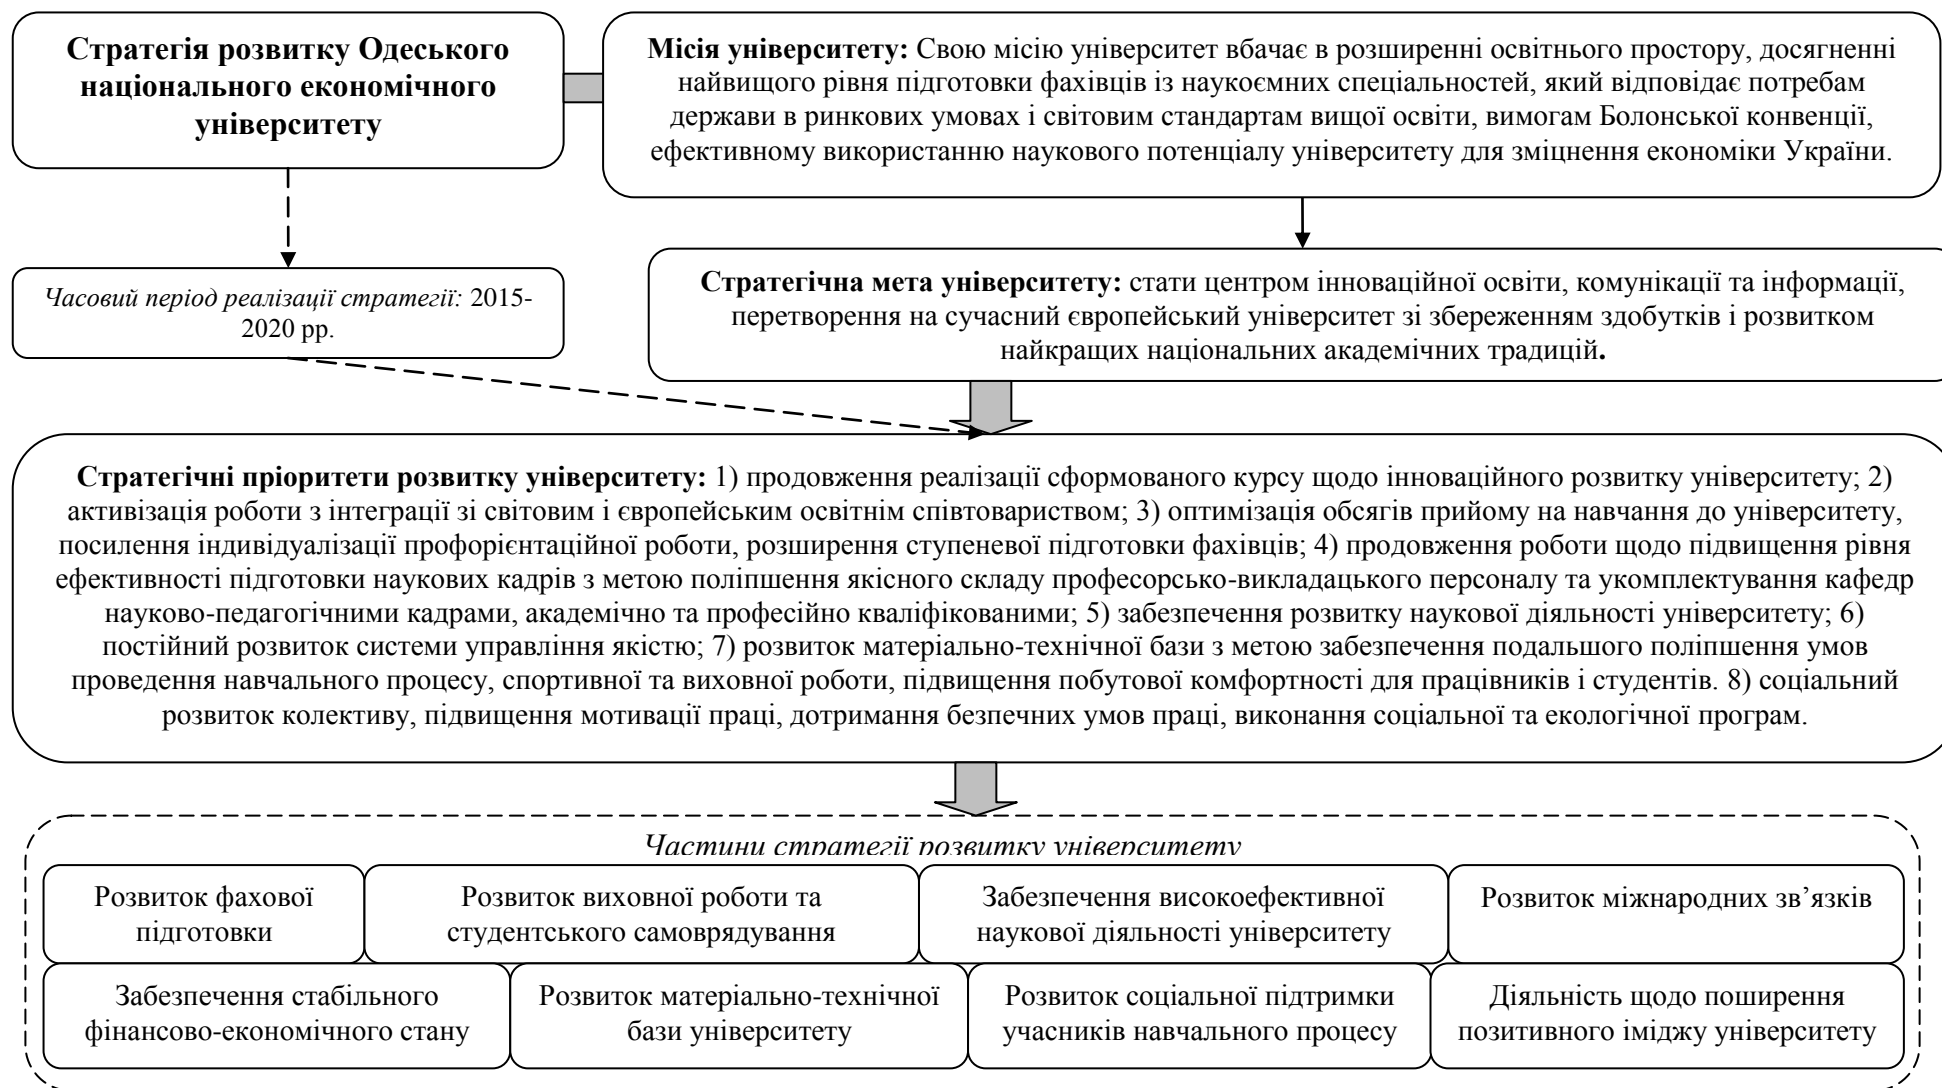 Стратегія розвитку Одеського
національного економічного
університету
Місія університету: Свою місію університет вбачає в розширенні освітнього простору, досягненні
найвищого рівня підготовки фахівців із наукоємних спеціальностей, який відповідає потребам
держави в ринкових умовах і світовим стандартам вищої освіти, вимогам Болонської конвенції,
ефективному використанню наукового потенціалу університету для зміцнення економіки України.
Часовий період реалізації стратегії: 2015-
2020 рр.
Стратегічна мета університету: стати центром інноваційної освіти, комунікації та інформації,
перетворення на сучасний європейський університет зі збереженням здобутків і розвитком
найкращих національних академічних традицій.
Стратегічні пріоритети розвитку університету: 1) продовження реалізації сформованого курсу щодо інноваційного розвитку університету; 2)
активізація роботи з інтеграції зі світовим і європейським освітнім співтовариством; 3) оптимізація обсягів прийому на навчання до університету,
посилення індивідуалізації профорієнтаційної роботи, розширення ступеневої підготовки фахівців; 4) продовження роботи щодо підвищення рівня
ефективності підготовки наукових кадрів з метою поліпшення якісного складу професорсько-викладацького персоналу та укомплектування кафедр
науково-педагогічними кадрами, академічно та професійно кваліфікованими; 5) забезпечення розвитку наукової діяльності університету; 6)
постійний розвиток системи управління якістю; 7) розвиток матеріально-технічної бази з метою забезпечення подальшого поліпшення умов
проведення навчального процесу, спортивної та виховної роботи, підвищення побутової комфортності для працівників і студентів. 8) соціальний
розвиток колективу, підвищення мотивації праці, дотримання безпечних умов праці, виконання соціальної та екологічної програм.
Частини стратегії розвитку університету
Розвиток фахової
підготовки
Розвиток виховної роботи та
студентського самоврядування
Забезпечення високоефективної
наукової діяльності університету
Розвиток міжнародних зв’язків
Забезпечення стабільного
фінансово-економічного стану
Розвиток матеріально-технічної
бази університету
Розвиток соціальної підтримки
учасників навчального процесу
Діяльність щодо поширення
позитивного іміджу університету